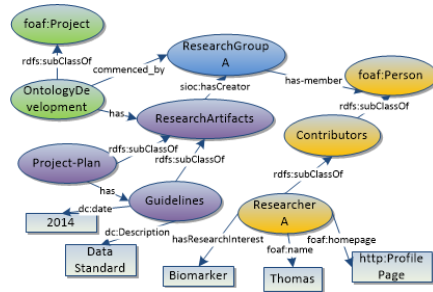 foaf:Project
ResearchGroup
A
foaf:Person
rdfs:subClassOf
commenced_by
has-member
sioc:hasCreator
rdfs:subClassOf
OntologyDe
velopment
has
ResearchArtifacts
Contributors
rdfs:subClassOf
rdfs:subClassOf
Project-Plan
rdfs:subClassOf
has
Guidelines
Researcher
A
dc:date
2014
dc:Description
hasResearchInterest
foaf:homepage
foaf:name
Data
Standard
Biomarker
Thomas
http:Profile
Page